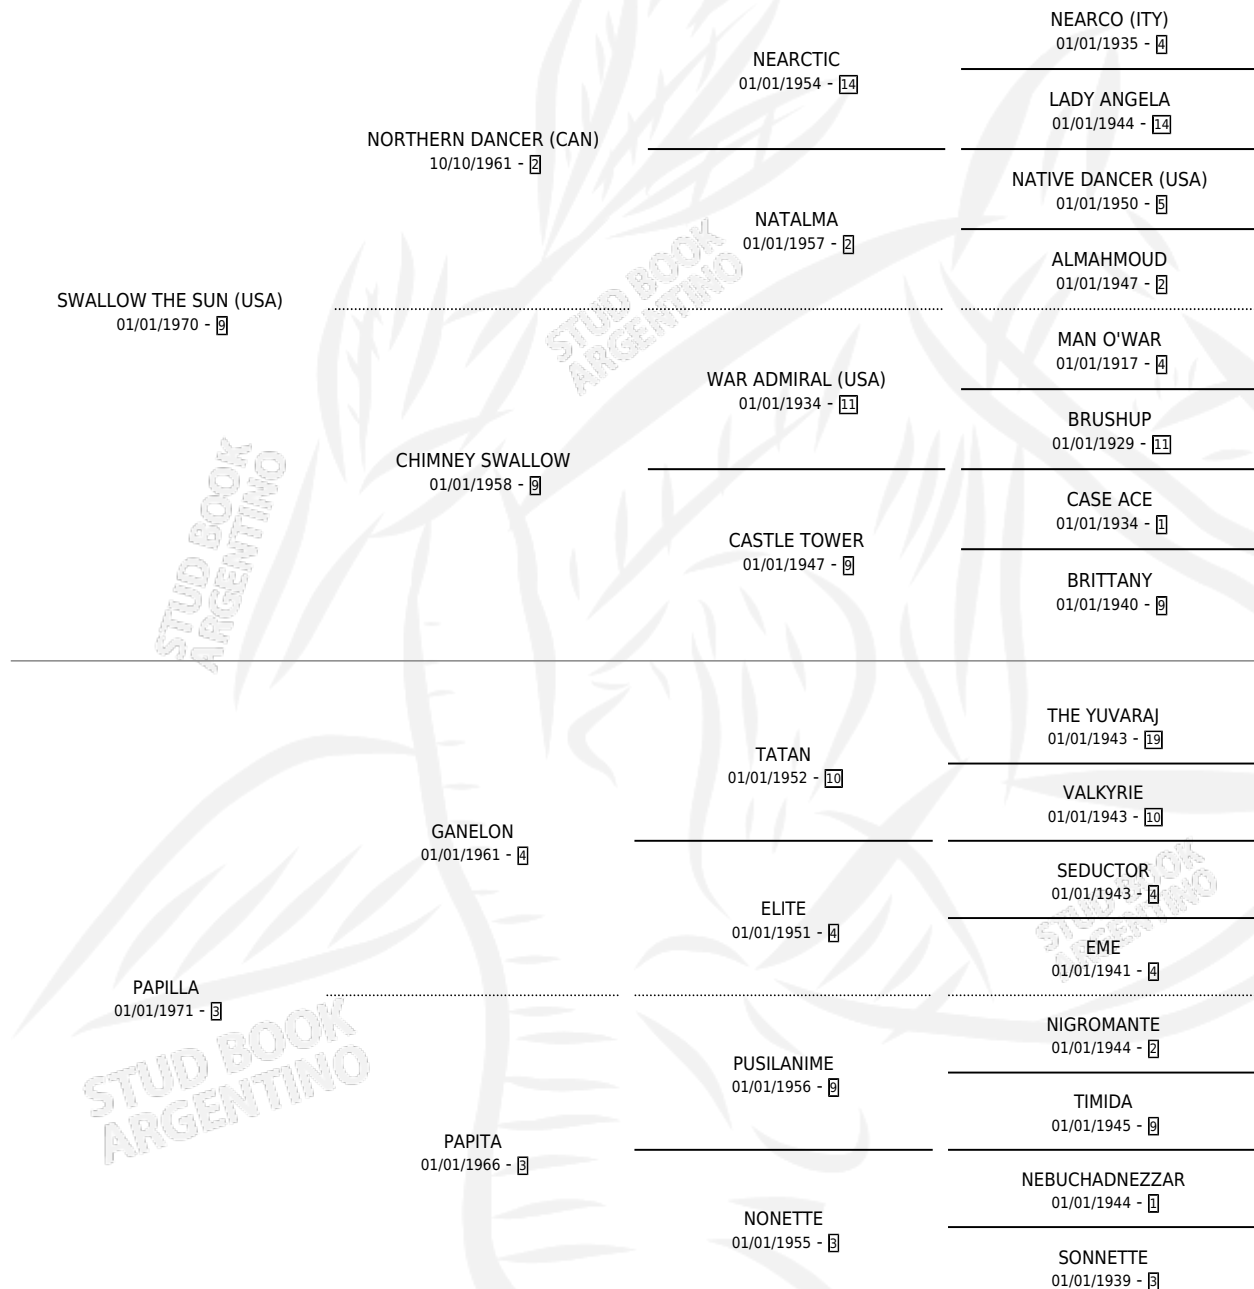 NEARCO (ITY)
01/01/1935 - 4
NEARCTIC
01/01/1954 - 14
LADY ANGELA
01/01/1944 - 14
NORTHERN DANCER (CAN)
10/10/1961 - 2
NATIVE DANCER (USA)
01/01/1950 - 5
NATALMA
01/01/1957 - 2
ALMAHMOUD
01/01/1947 - 2
SWALLOW THE SUN (USA)
01/01/1970 - 9
STUD BOOK
ARGENTINO
MAN O'WAR
01/01/1917 - 4
WAR ADMIRAL (USA)
01/01/1934 - 11
BRUSHUP
01/01/1929 - 11
CHIMNEY SWALLOW
01/01/1958 - 9
CASE ACE
01/01/1934 - 1
CASTLE TOWER
01/01/1947 - 9
BRITTANY
01/01/1940 - 9
STUD BOOK
ARGENTINO
THE YUVARAJ
01/01/1943 - 19
TATAN
01/01/1952 - 10
VALKYRIE
01/01/1943 - 10
GANELON
01/01/1961 - 4
SEDUCTOR
01/01/1943 - 4
ELITE
01/01/1951 - 4
EME
01/01/1941 - 4
STUD BOOK
ARGENTINO
PAPILLA
01/01/1971 - 3
NIGROMANTE
01/01/1944 - 2
PUSILANIME
01/01/1956 - 9
TIMIDA
01/01/1945 - 9
STUD BOOK
ARGENTINO
PAPITA
01/01/1966 - 3
NEBUCHADNEZZAR
01/01/1944 - 1
NONETTE
01/01/1955 - 3
SONNETTE
01/01/1939 - 3